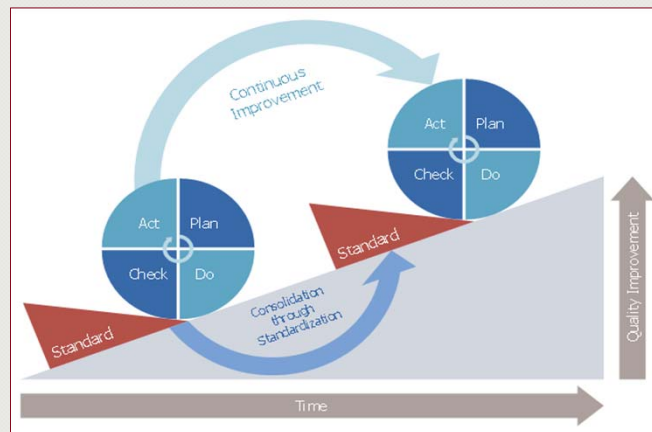 Continuous
Improvement
Act
Plan
Check
Do
Act
Plan
Check
Do
Standard
Standard
Consolidation
through
Standardization
Quality Improvement
Time